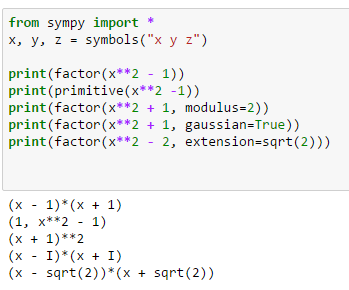 from sympy import *
x, y, z = symbols("x y z")
print(factor(x**2 - 1))
print(primitive(x**2 -1))
print(factor(x**2 + 1, modulus=2))
print(factor(x**2 + 1, gaussian=True))
print(factor(x**2 - 2, extension=sqrt(2)))
(x - 1)*(x + 1)
(1, x**2 - 1)
(x + 1)**2
(x - I)*(x + I)
(x - sqrt(2))*(x + sqrt(2))